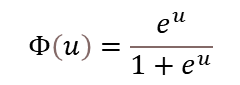 Φ(u) = e^u / (1 + e^u)